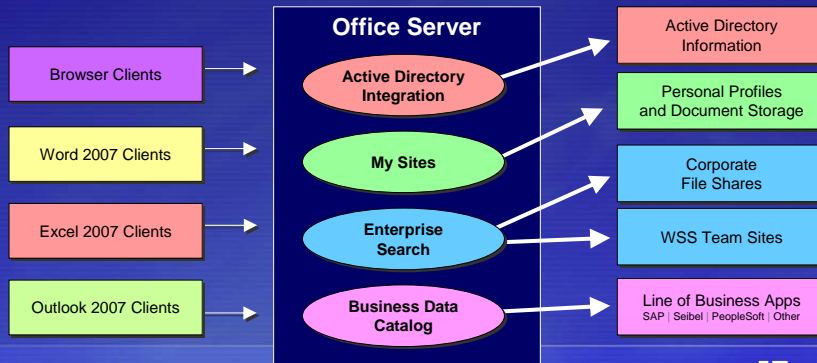 Office Server
Browser Clients
Word 2007 Clients
Excel 2007 Clients
Outlook 2007 Clients
Active Directory
Integration
My Sites
Enterprise
Search
Business Data
Catalog
Active Directory
Information
Personal Profiles
and Document Storage
Corporate
File Shares
WSS Team Sites
Line of Business Apps
SAP | Seibel | PeopleSoft | Other